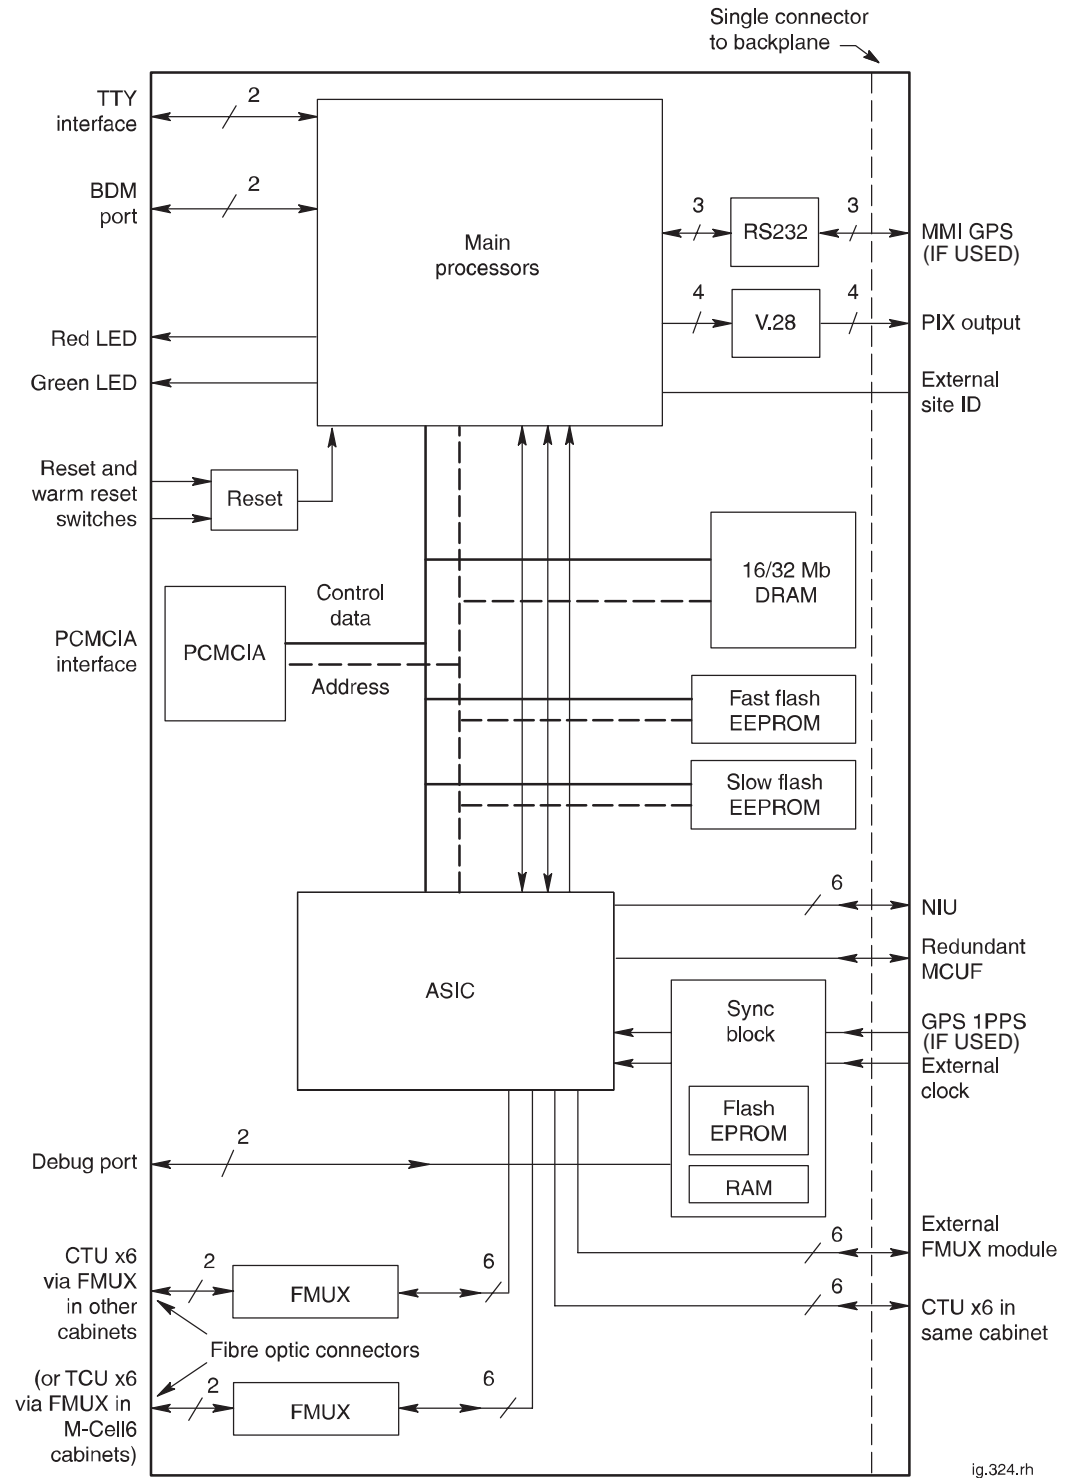 Single connector
to backplane
TTY
interface
2
BDM
port
2
Main
processors
3
RS232
3
MMI GPS
(IF USED)
4
V.28
4
PIX output
Red LED
Green LED
External
site ID
Reset and
warm reset
switches
Reset
16/32 Mb
DRAM
Control
data
PCMCIA
interface
PCMCIA
Address
Fast flash
EEPROM
Slow flash
EEPROM
6
NIU
Redundant
MCUF
ASIC
Sync
block
GPS 1PPS
(IF USED)
External
clock
Flash
EPROM
RAM
Debug port
2
6
External
FMUX module
CTU x6
via FMUX
in other
cabinets
2
FMUX
6
6
CTU x6 in
same cabinet
Fibre optic connectors
(or TCU x6
via FMUX in
M-Cell6
cabinets)
2
FMUX
6
ig.324.rh